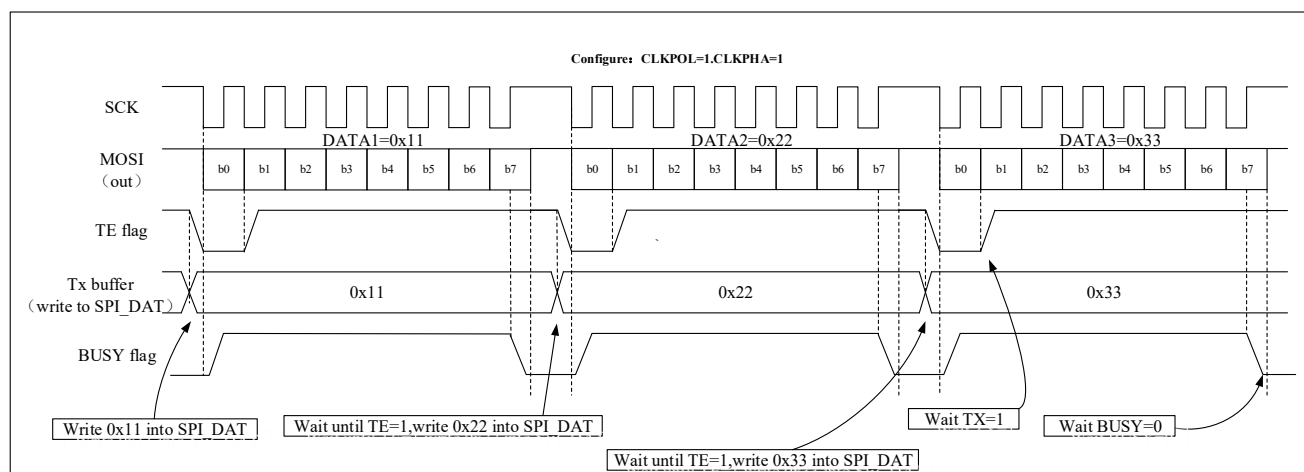 Configure：CLKPOL=1.CLKPHA=1
SCK
DATA1=0x11 DATA2=0x22 DATA3=0x33
MOSI
（out）
b0 b1 b2 b3 b4 b5 b6 b7 b0 b1 b2 b3 b4 b5 b6 b7 b0 b1 b2 b3 b4 b5 b6 b7
TE flag
Tx buffer
（write to SPI_DAT）
0x11 0x22 0x33
BUSY flag
Write 0x11 into SPI_DAT
Wait until TE=1,write 0x22 into SPI_DAT
Wait TX=1
Wait BUSY=0
Wait until TE=1,write 0x33 into SPI_DAT